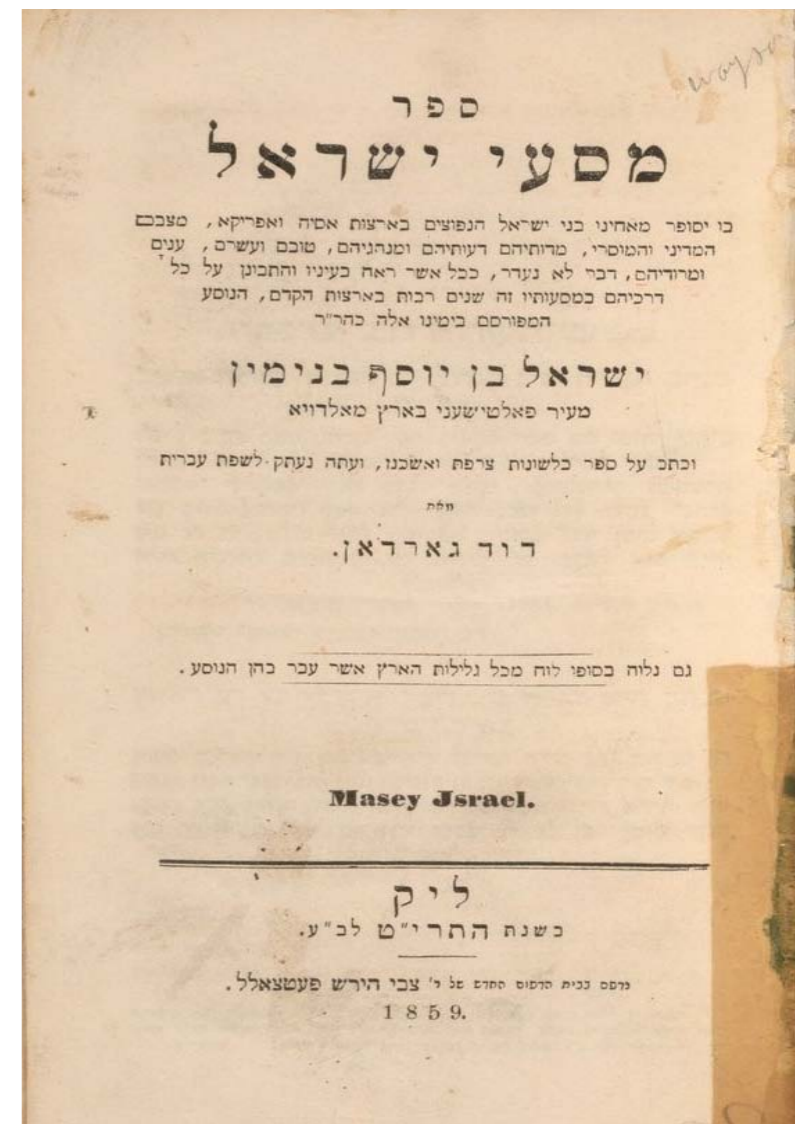 ספר
מסעי ישראל
בו יסופר מאחינו בני ישראל הנפוצים בארצות אסיה ואפריקא, מצבם
המדיני והמוסרי, מדותיהם דעותיהם ומנהגיהם, טובם ועשרם, ענים
ומרודיהם, דבר לא נעדר, ככל אשר ראה בעיניו והתבונן על כל
דרכיהם במסעותיו זה שנים רבות בארצות הקדם, הנוסע
המפורסם בימינו אלה כהר"ר
ישראל בן יוסף בנימין
מעיר פאלטישעני בארץ מאלדויא
וכתב על ספר בלשונות צרפת ואשכנז, ועתה נעתק לשפת עברית
מאת
דוד גארדאן.
גם נלוה בסופו לוח מכל גלילות הארץ אשר עבר בהן הנוסע.
Masey Jsrael.
ליק
בשנת התרי"ט לב"ע.
נדפס בבית הדפוס החדש של ר' צבי הירש פעטצאלל.
1859.